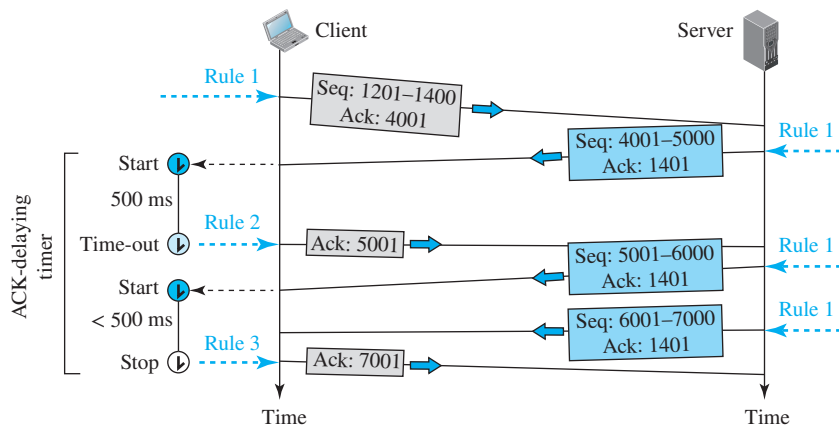 Client
Server
Rule 1
Seq: 1201–1400
Ack: 4001
Seq: 4001–5000
Ack: 1401
Rule 1
Start
500 ms
Time-out
Rule 2
Ack: 5001
Seq: 5001–6000
Ack: 1401
Rule 1
ACK-delaying
timer
Start
< 500 ms
Stop
Seq: 6001–7000
Ack: 1401
Rule 1
Rule 3
Ack: 7001
Time
Time